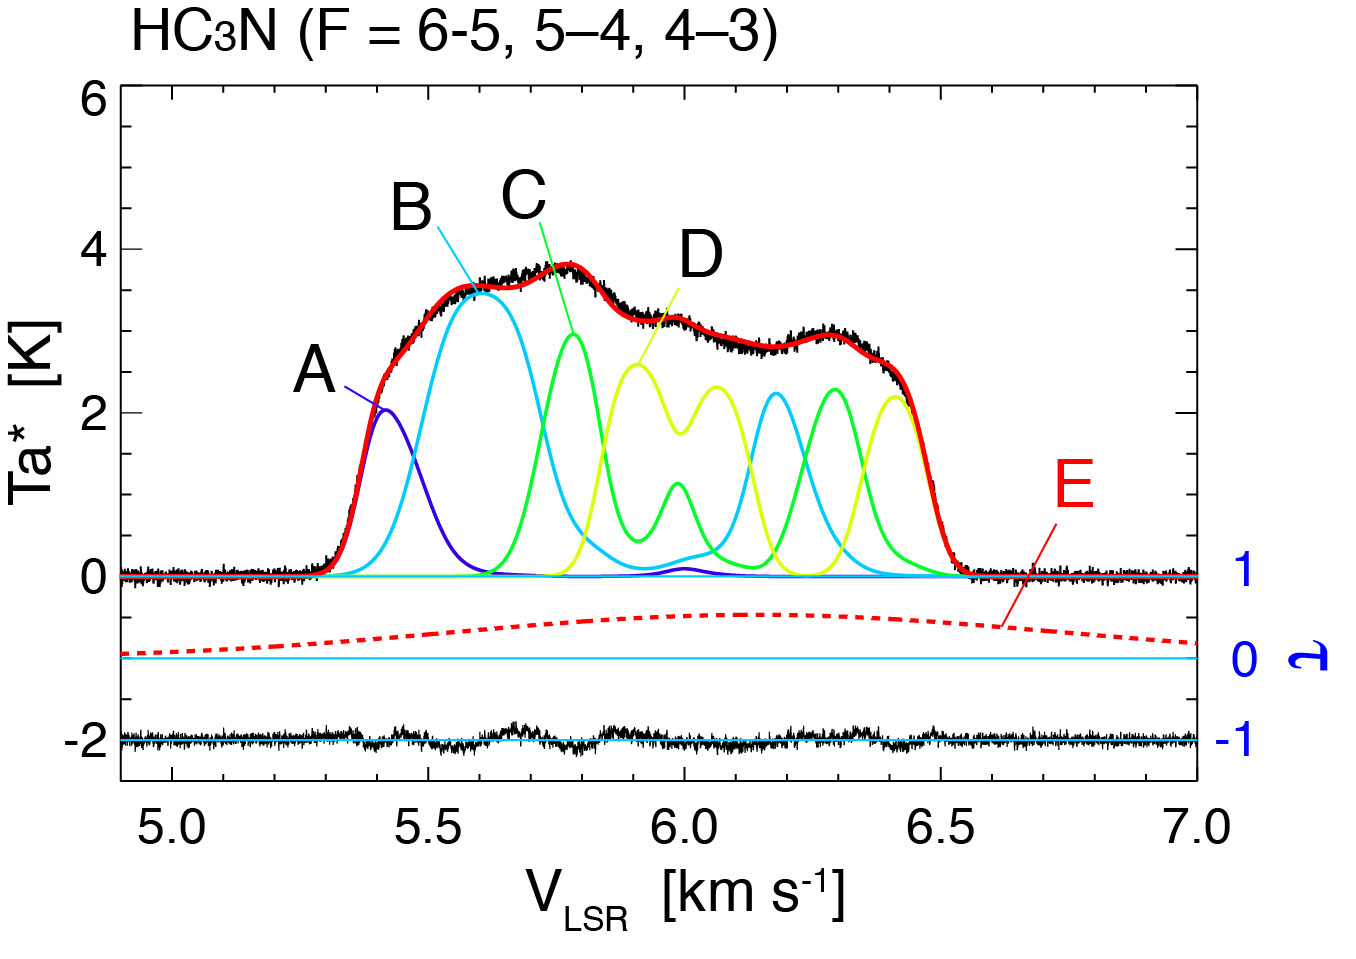 HC3N (F = 6-5, 5–4, 4–3)
6
4
2
0
-2
Ta* [K]
A
B
C
D
E
1
0
-1
τ
5.0 5.5 6.0 6.5 7.0
VLSR [km s-1]